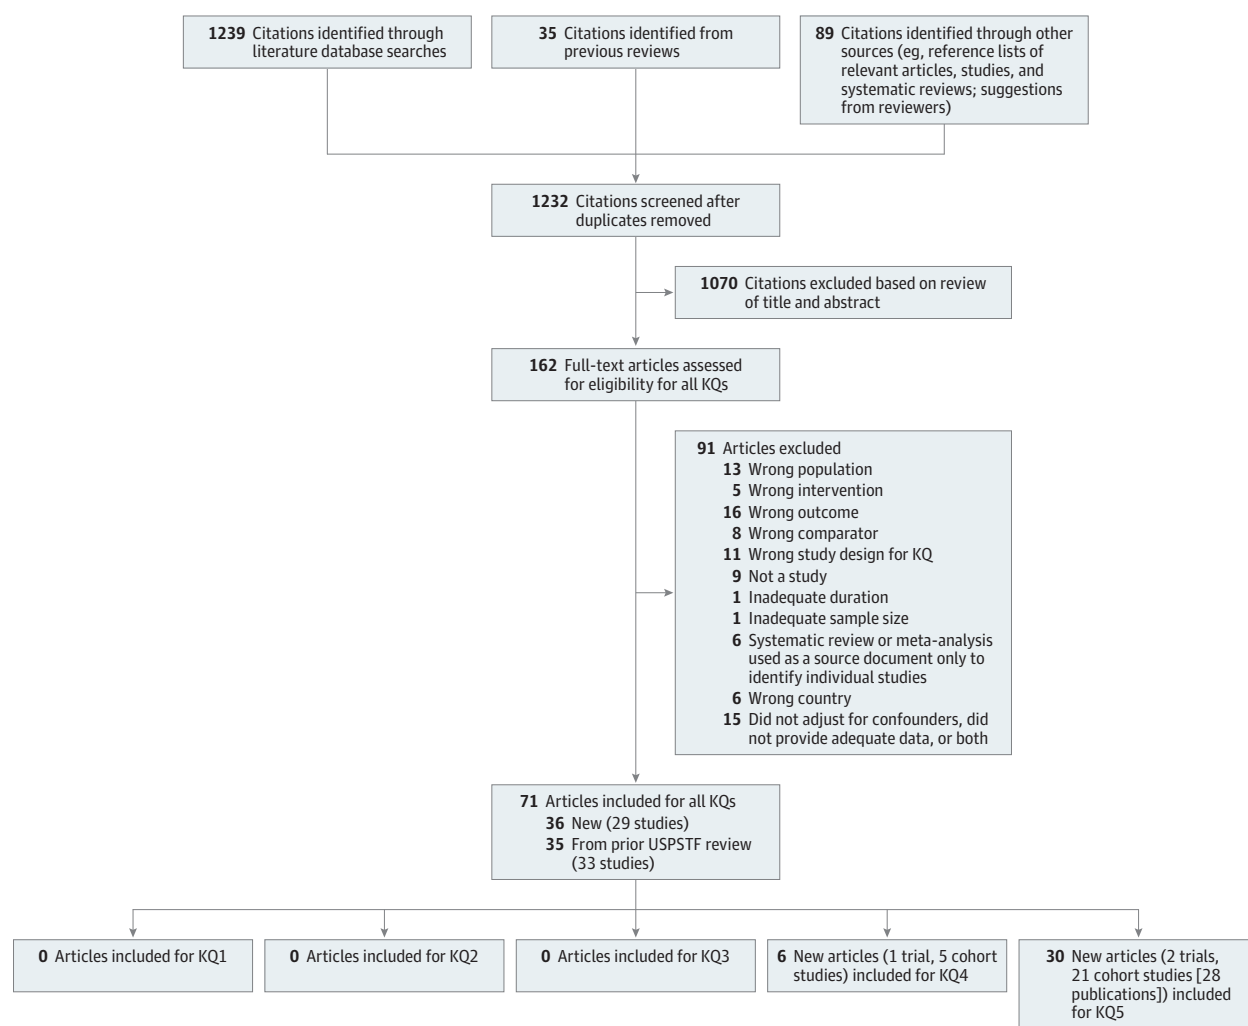 1239 Citations identified through
literature database searches
35 Citations identified from
previous reviews
89 Citations identified through other
sources (eg, reference lists of
relevant articles, studies, and
systematic reviews; suggestions
from reviewers)
1232 Citations screened after
duplicates removed
1070 Citations excluded based on review
of title and abstract
162 Full-text articles assessed
for eligibility for all KQs
91 Articles excluded
13 Wrong population
5 Wrong intervention
16 Wrong outcome
8 Wrong comparator
11 Wrong study design for KQ
9 Not a study
1 Inadequate duration
1 Inadequate sample size
6 Systematic review or meta-analysis
used as a source document only to
identify individual studies
6 Wrong country
15 Did not adjust for confounders, did
not provide adequate data, or both
71 Articles included for all KQs
36 New (29 studies)
35 From prior USPSTF review
(33 studies)
0 Articles included for KQ1
0 Articles included for KQ2
0 Articles included for KQ3
6 New articles (1 trial, 5 cohort
studies) included for KQ4
30 New articles (2 trials,
21 cohort studies [28
publications]) included
for KQ5